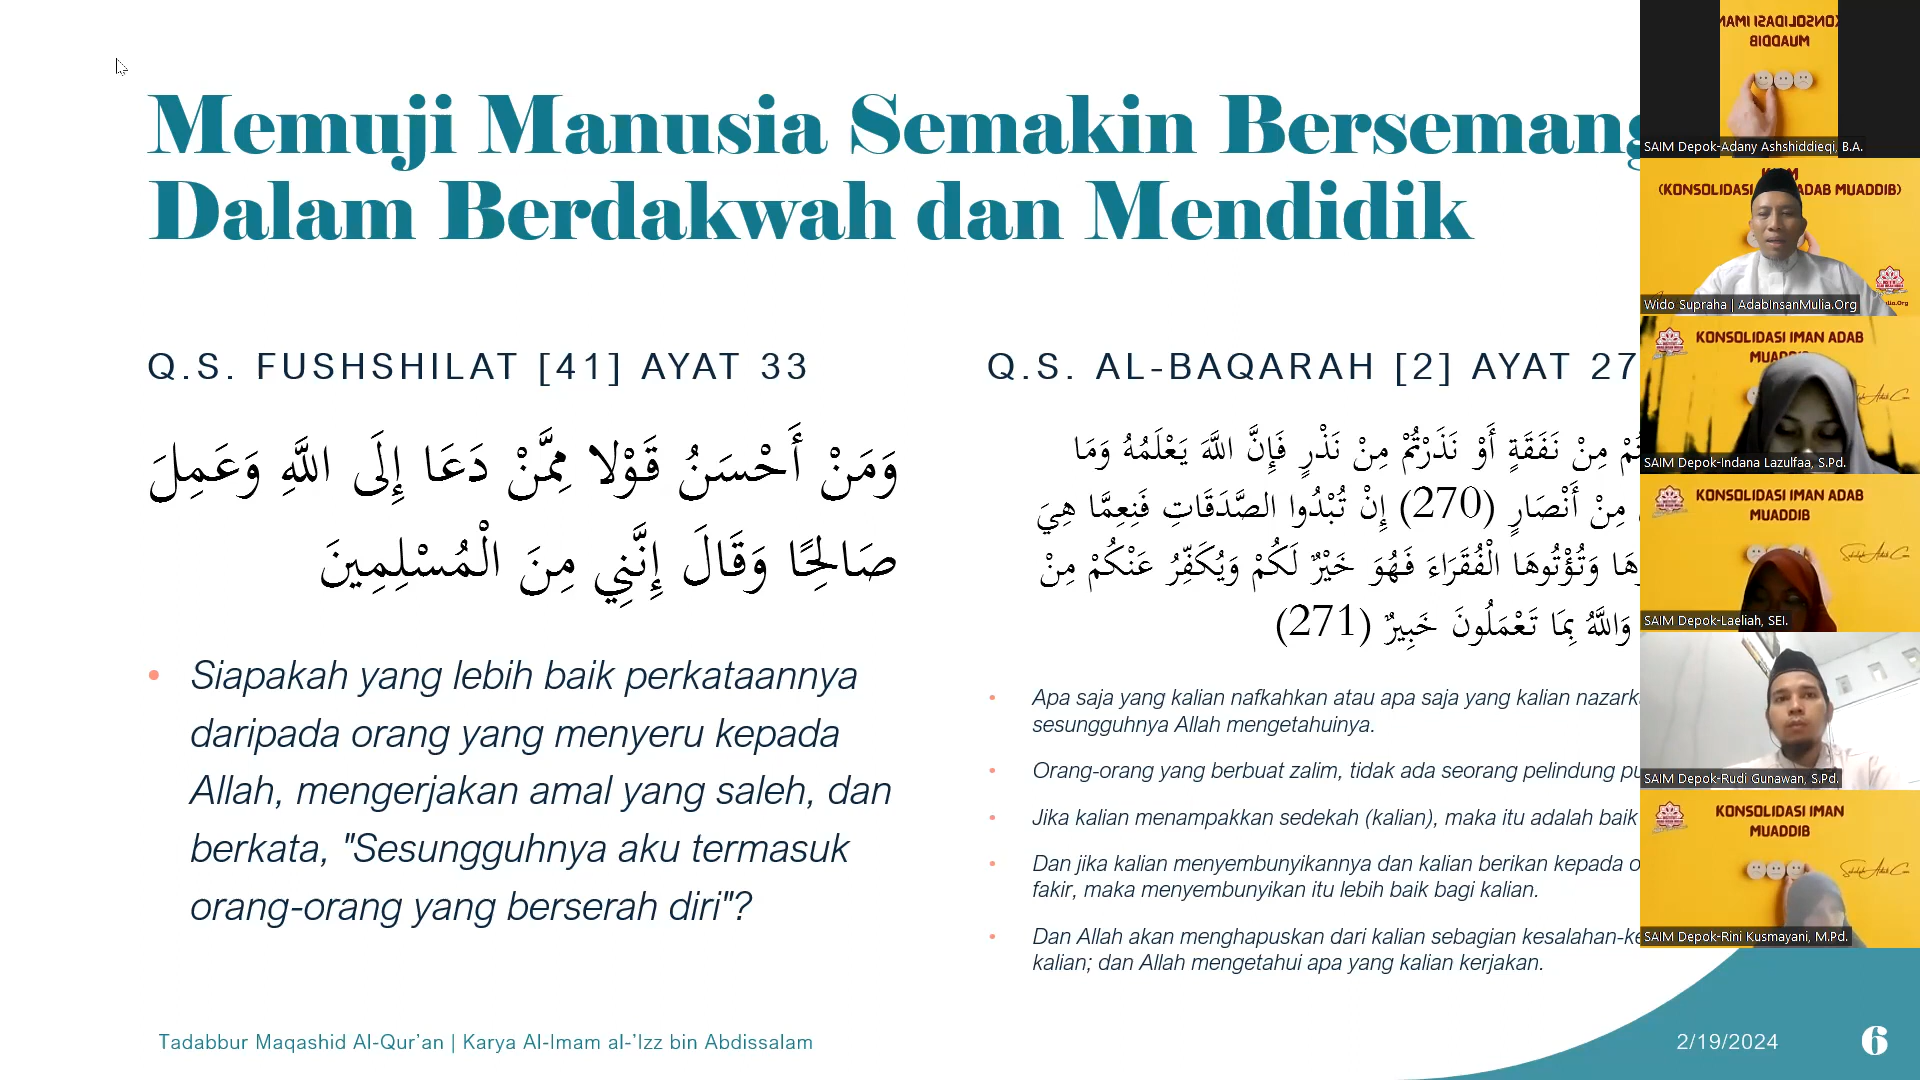 Memuji Manusia Semakin Bersemang
Dalam Berdakwah dan Mendidik
Q.S. FUSHSHILAT [41] AYAT 33
وَمَنْ أَحْسَنُ قَوْلا مِمَّنْ دَعَا إِلَى اللَّهِ وَعَمِلَ
صَالِحًا وَقَالَ إِنَّنِي مِنَ الْمُسْلِمِينَ
• Siapakah yang lebih baik perkataannya
daripada orang yang menyeru kepada
Allah, mengerjakan amal yang saleh, dan
berkata, "Sesungguhnya aku termasuk
orang-orang yang berserah diri"?
Q.S. AL-BAQARAH [2] AYAT 27
مِنْ نَفَقَةٍ أَوْ نَذَرْتُمْ مِنْ نَذْرٍ فَإِنَّ اللَّهَ يَعْلَمُهُ وَمَا
مِنْ أَنْصَارٍ (270) إِنْ تُبْدُوا الصَّدَقَاتِ فَنِعِمَّا هِيَ
وَتُؤْتُوهَا الْفُقَرَاءَ فَهُوَ خَيْرٌ لَكُمْ وَيُكَفِّرُ عَنْكُمْ مِنْ
وَاللَّهُ بِمَا تَعْمَلُونَ خَبِيرٌ (271)
• Apa saja yang kalian nafkahkan atau apa saja yang kalian nazark
sesungguhnya Allah mengetahuinya.
• Orang-orang yang berbuat zalim, tidak ada seorang pelindung pu
• Jika kalian menampakkan sedekah (kalian), maka itu adalah baik
• Dan jika kalian menyembunyikannya dan kalian berikan kepada o
fakir, maka menyembunyikan itu lebih baik bagi kalian.
• Dan Allah akan menghapuskan dari kalian sebagian kesalahan-ke
kalian; dan Allah mengetahui apa yang kalian kerjakan.
Tadabbur Maqashid Al-Qur'an | Karya Al-Imam al-'Izz bin Abdissalam
2/19/2024
6
KONSOLIDASI IMAN
MUADDIB
SAIM Depok-Adany Ashshiddieqi, B.A.
(KONSOLIDASI ADAB MUADDIB)
Wido Supraha | AdabInsanMulia.Org
KONSOLIDASI IMAN ADAB
MUADDIB
SAIM Depok-Indana Lazulfaa, S.Pd.
KONSOLIDASI IMAN ADAB
MUADDIB
SAIM Depok-Laeliah, SEI.
SAIM Depok-Rudi Gunawan, S.Pd.
KONSOLIDASI IMAN
MUADDIB
SAIM Depok-Rini Kusmayani, M.Pd.